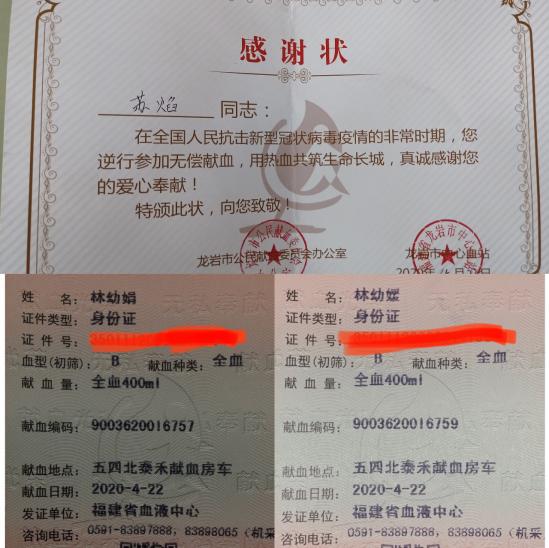 感谢状
苏焰 同志：
在全国人民抗击新型冠状病毒疫情的非常时期，您
逆行参加无偿献血，用热血共筑生命长城，真诚感谢您
的爱心奉献！
特颁此状，向您致敬！
龙岩市公民献血委员会办公室
龙岩市中心血站
姓 名：林幼娟
证件类型：身份证
证 件 号：
血型(初筛)：B 献血种类：全血
献 血 量：全血400ml
献血编码：9003620016757
献血地点：五四北泰禾献血房车
献血日期：2020-4-22
发证单位：福建省血液中心
咨询电话：0591-83897888，83898065（机采
姓 名：林幼媛
证件类型：身份证
证 件 号：
血型(初筛)：B 献血种类：全血
献 血 量：全血400ml
献血编码：9003620016759
献血地点：五四北泰禾献血房车
献血日期：2020-4-22
发证单位：福建省血液中心
咨询电话：0591-83897888，83898065（机采